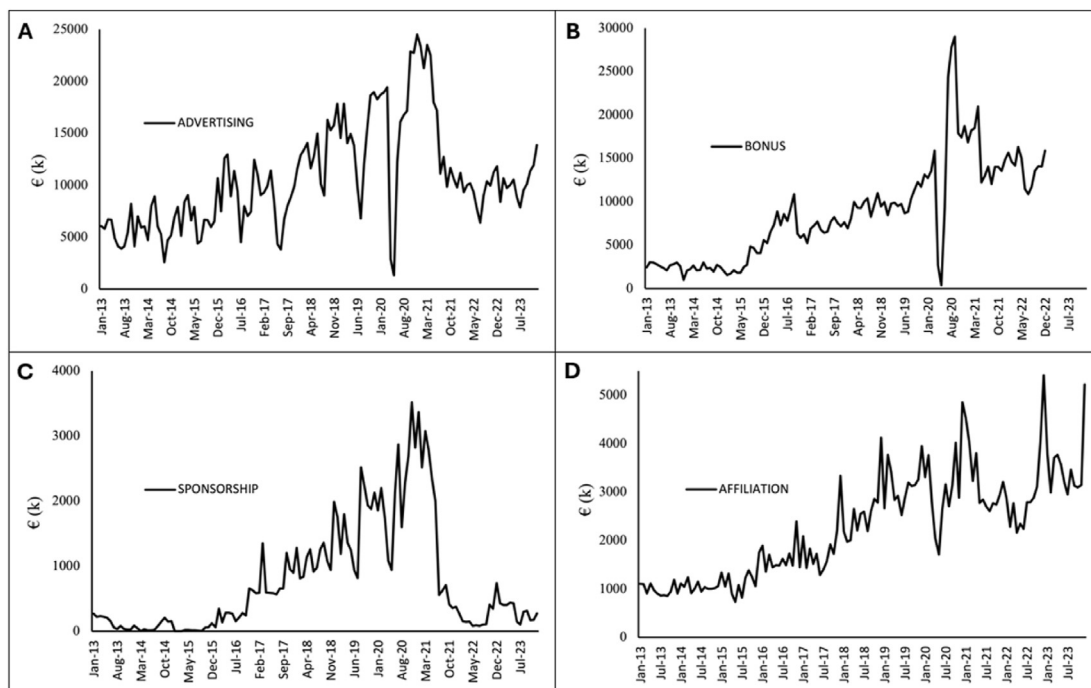 A
25000
20000
15000
10000
5000
0
€ (k)
ADVERTISING
Jan-13
Aug-13
Mar-14
Oct-14
May-15
Dec-15
Jul-16
Feb-17
Sep-17
Apr-18
Nov-18
Jun-19
Jan-20
Aug-20
Mar-21
Oct-21
May-22
Dec-22
Jul-23
B
30000
25000
20000
15000
10000
5000
0
€ (k)
BONUS
Jan-13
Aug-13
Mar-14
Oct-14
May-15
Dec-15
Jul-16
Feb-17
Sep-17
Apr-18
Nov-18
Jun-19
Jan-20
Aug-20
Mar-21
Oct-21
May-22
Dec-22
Jul-23
C
4000
3000
2000
1000
0
€ (k)
SPONSORSHIP
Jan-13
Aug-13
Mar-14
Oct-14
May-15
Dec-15
Jul-16
Feb-17
Sep-17
Apr-18
Nov-18
Jun-19
Jan-20
Aug-20
Mar-21
Oct-21
May-22
Dec-22
Jul-23
D
5000
4000
3000
2000
1000
0
€ (k)
AFFILIATION
Jan-13
Jul-13
Jan-14
Jul-14
Jan-15
Jul-15
Jan-16
Jul-16
Jan-17
Jul-17
Jan-18
Jul-18
Jan-19
Jul-19
Jan-20
Jul-20
Jan-21
Jul-21
Jan-22
Jul-22
Jan-23
Jul-23